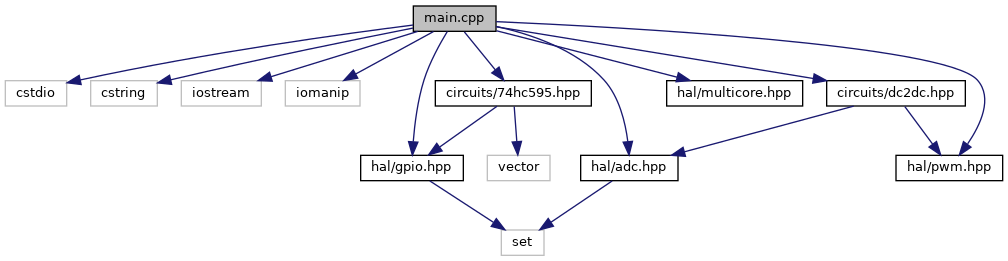 main.cpp
cstdio
cstring
iostream
iomanip
circuits/74hc595.hpp
hal/multicore.hpp
circuits/dc2dc.hpp
hal/gpio.hpp
vector
hal/adc.hpp
hal/pwm.hpp
set